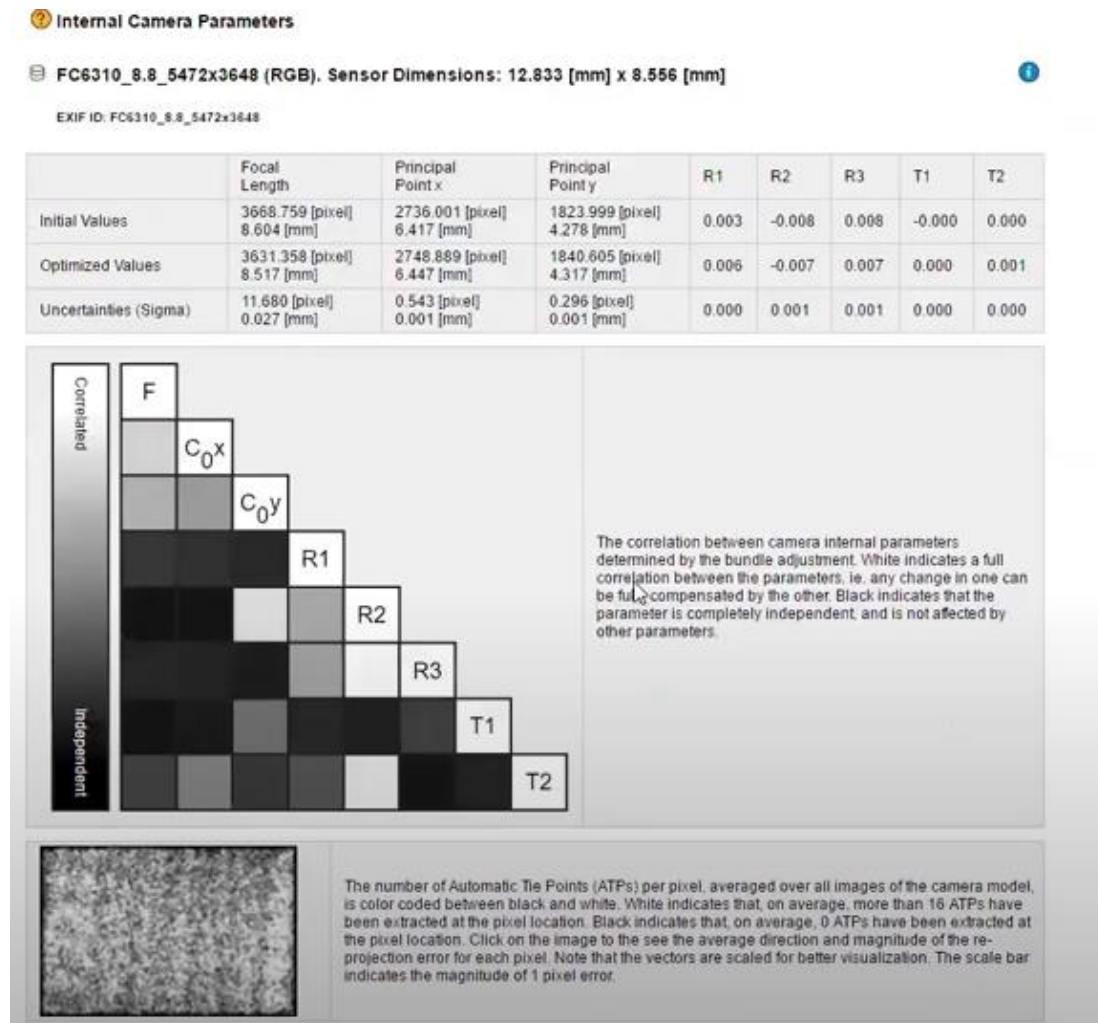 Internal Camera Parameters
FC6310_8.8_5472x3648 (RGB). Sensor Dimensions: 12.833 [mm] x 8.556 [mm]
EXIF ID: FC6310_8.8_5472x3648
Focal Length Principal Point x Principal Point y R1 R2 R3 T1 T2
Initial Values 3668.759 [pixel] 8.604 [mm] 2736.001 [pixel] 6.417 [mm] 1823.999 [pixel] 4.278 [mm] 0.003 -0.008 0.008 -0.000 0.000
Optimized Values 3631.358 [pixel] 8.517 [mm] 2748.889 [pixel] 6.447 [mm] 1840.605 [pixel] 4.317 [mm] 0.006 -0.007 0.007 0.000 0.001
Uncertainties (Sigma) 11.680 [pixel] 0.027 [mm] 0.543 [pixel] 0.001 [mm] 0.296 [pixel] 0.001 [mm] 0.000 0.001 0.001 0.000 0.000
Correlated
Independent
F
C0x
C0y
R1
R2
R3
T1
T2
The correlation between camera internal parameters
determined by the bundle adjustment. White indicates a full
correlation between the parameters, ie. any change in one can
be fully compensated by the other. Black indicates that the
parameter is completely independent, and is not affected by
other parameters.
The number of Automatic Tie Points (ATPs) per pixel, averaged over all images of the camera model,
is color coded between black and white. White indicates that, on average, more than 16 ATPs have
been extracted at the pixel location. Black indicates that, on average, 0 ATPs have been extracted at
the pixel location. Click on the image to the see the average direction and magnitude of the re-
projection error for each pixel. Note that the vectors are scaled for better visualization. The scale bar
indicates the magnitude of 1 pixel error.